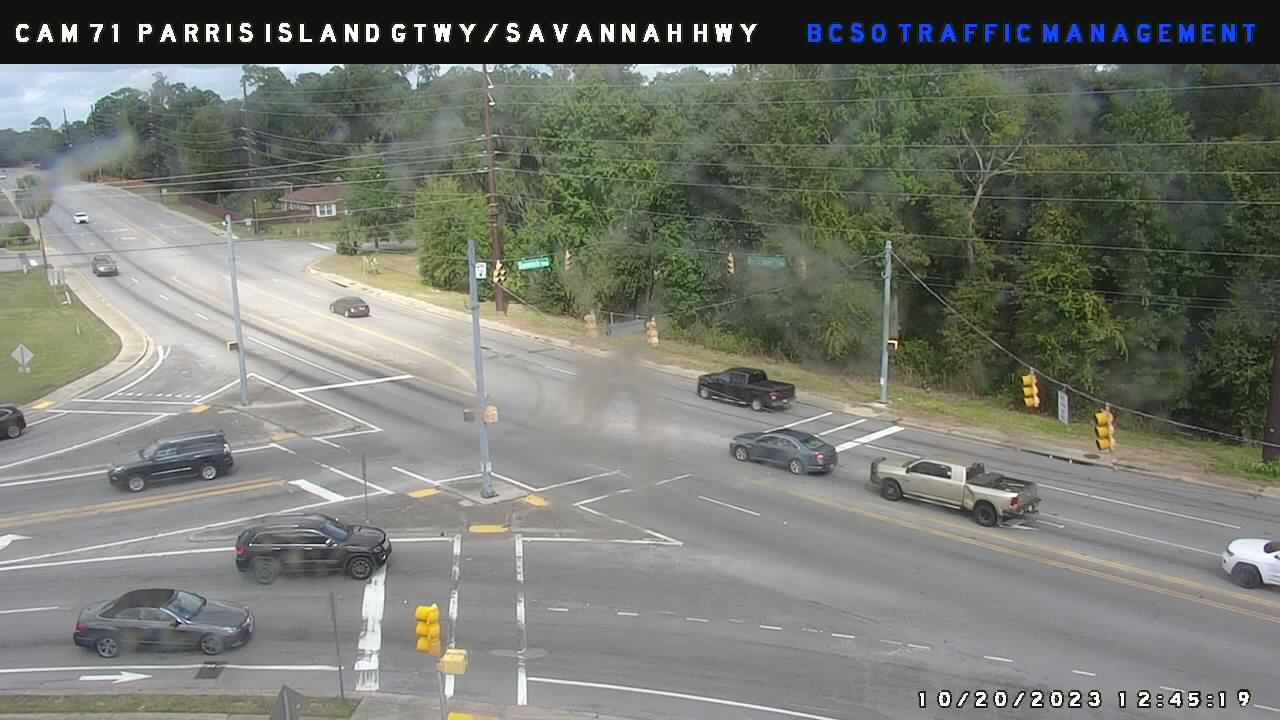 CAM 71 PARRIS ISLAND GTWY/SAVANNAH HWY BCSO TRAFFIC MANAGEMENT
10/20/2023 12:45:19